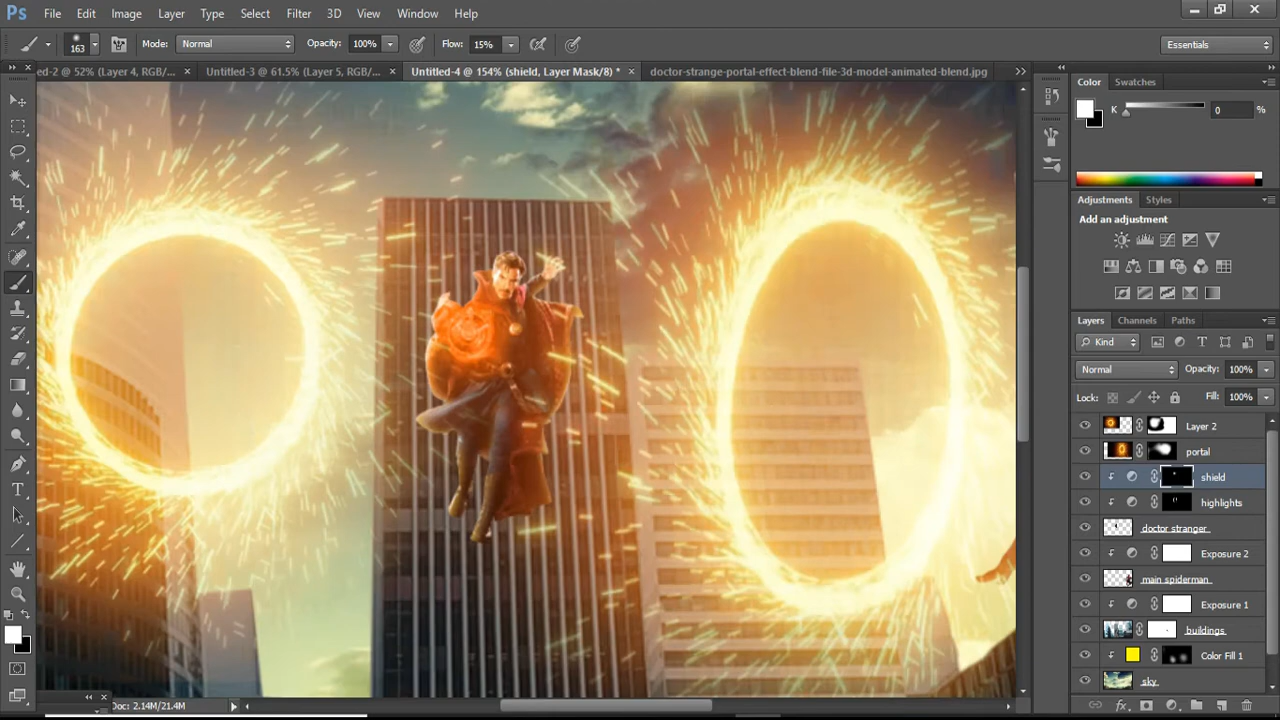 Ps File Edit Image Layer Type Select Filter 3D View Window Help
163 Mode: Normal Opacity: 100% Flow: 15% Essentials
ed-2 @ 52% (Layer 4, RGB/... × Untitled-3 @ 61.5% (Layer 5, RGB/... × Untitled-4 @ 154% (shield, Layer Mask/8) * × doctor-strange-portal-effect-blend-file-3d-model-animated-blend.jpg
Color Swatches
K 0 %
Adjustments Styles
Add an adjustment
Layers Channels Paths
Kind
Normal Opacity: 100%
Lock: Fill: 100%
Layer 2
portal
shield
highlights
doctor stranger
Exposure 2
main spiderman
Exposure 1
buildings
Color Fill 1
sky
Doc: 2.14M/21.4M